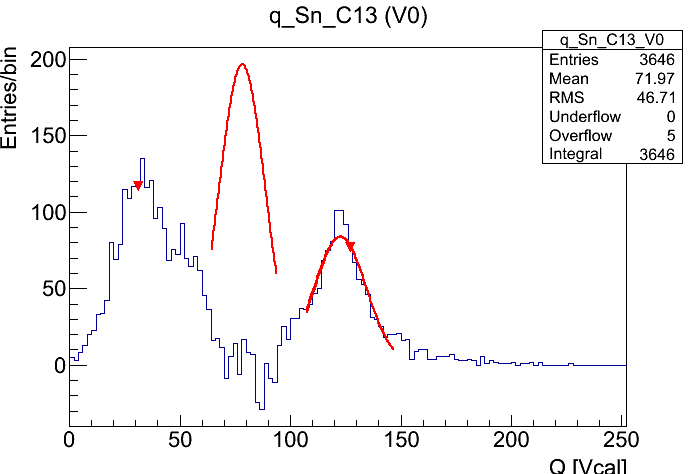 q_Sn_C13 (V0)
q_Sn_C13_V0
Entries 3646
Mean 71.97
RMS 46.71
Underflow 0
Overflow 5
Integral 3646
Entries/bin
200
150
100
50
0
0 50 100 150 200 250
Q [Vcal]